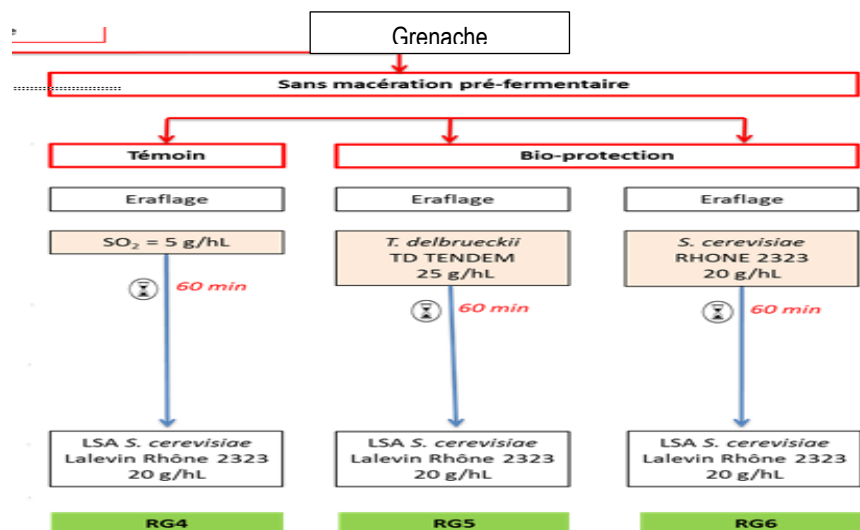 Grenache
Sans macération pré-fermentaire
Témoin
Bio-protection
Eraflage
Eraflage
Eraflage
SO₂ = 5 g/hL
T. delbrueckii
TD TENDEM
25 g/hL
S. cerevisiae
RHONE 2323
20 g/hL
60 min
60 min
60 min
LSA S. cerevisiae
Lalevin Rhône 2323
20 g/hL
LSA S. cerevisiae
Lalevin Rhône 2323
20 g/hL
LSA S. cerevisiae
Lalevin Rhône 2323
20 g/hL
RG4
RG5
RG6